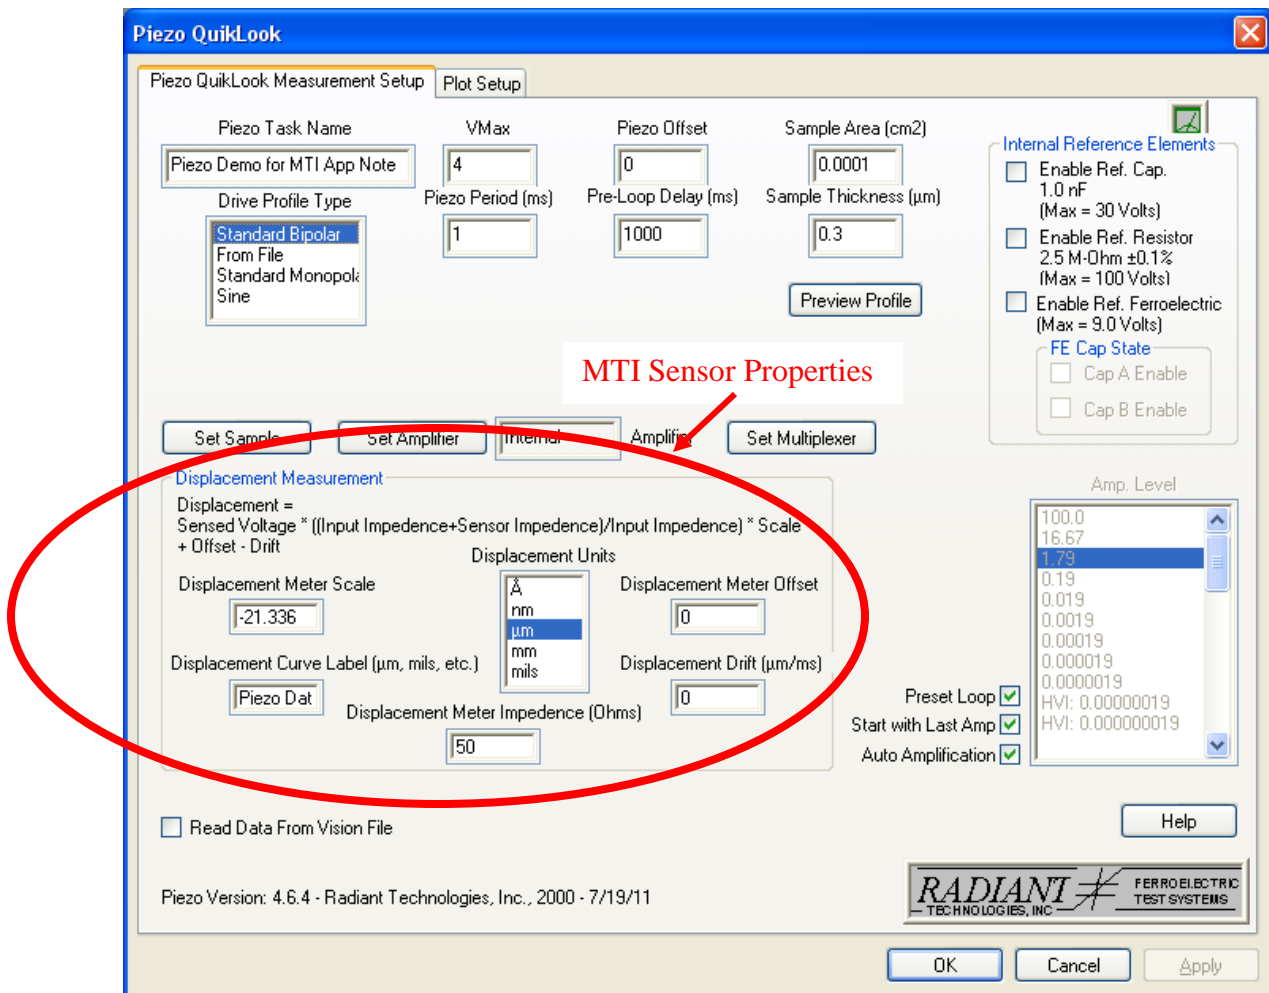 Piezo QuikLook
Piezo QuikLook Measurement Setup
Plot Setup
Piezo Task Name
VMax
Piezo Offset
Sample Area (cm2)
Piezo Demo for MTI App Note
4
0
0.0001
Drive Profile Type
Piezo Period (ms)
Pre-Loop Delay (ms)
Sample Thickness (µm)
Standard Bipolar
From File
Standard Monopola
Sine
1
1000
0.3
Preview Profile
Internal Reference Elements
Enable Ref. Cap.
1.0 nF
(Max = 30 Volts)
Enable Ref. Resistor
2.5 M-Ohm ±0.1%
(Max = 100 Volts)
Enable Ref. Ferroelectric
(Max = 9.0 Volts)
FE Cap State
Cap A Enable
Cap B Enable
MTI Sensor Properties
Set Sample
Set Amplifier
Internal
Amplifier
Set Multiplexer
Displacement Measurement
Displacement =
Sensed Voltage * ((Input Impedence+Sensor Impedence)/Input Impedence) * Scale
+ Offset - Drift
Displacement Units
Displacement Meter Scale
-21.336
Å
nm
µm
mm
mils
Displacement Meter Offset
0
Displacement Curve Label (µm, mils, etc.)
Piezo Dat
Displacement Drift (µm/ms)
0
Displacement Meter Impedence (Ohms)
50
Amp. Level
100.0
16.67
1.79
0.19
0.019
0.0019
0.00019
0.000019
0.0000019
HVI: 0.00000019
HVI: 0.000000019
Preset Loop
Start with Last Amp
Auto Amplification
Read Data From Vision File
Help
Piezo Version: 4.6.4 - Radiant Technologies, Inc., 2000 - 7/19/11
RADIANT
TECHNOLOGIES, INC
FERROELECTRIC
TEST SYSTEMS
OK
Cancel
Apply